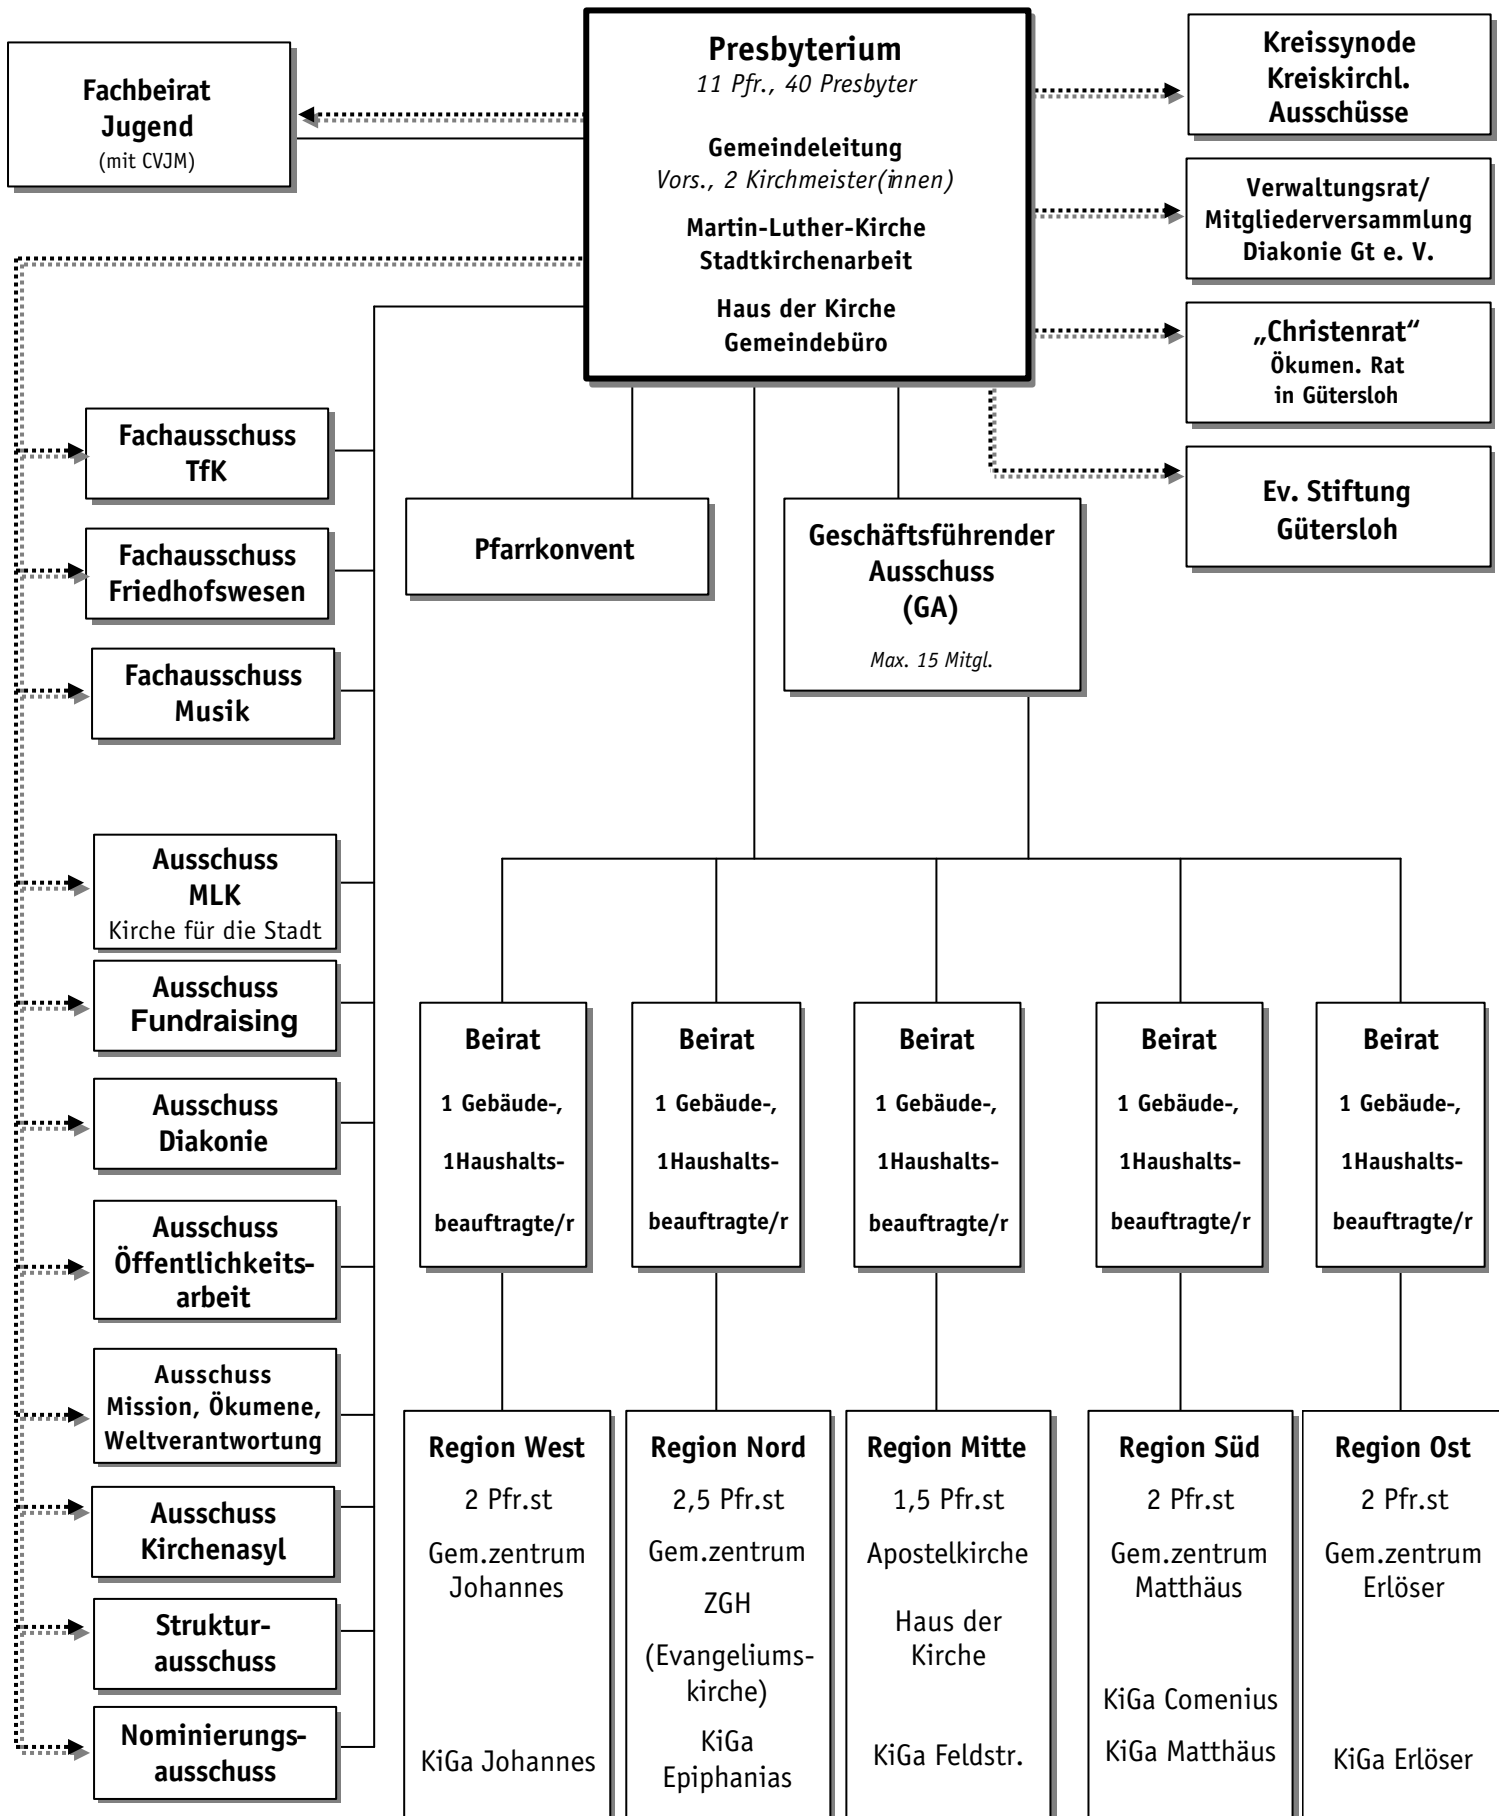 Presbyterium
11 Pfr., 40 Presbyter
Gemeindeleitung
Vors., 2 Kirchmeister(innen)
Martin-Luther-Kirche
Stadtkirchenarbeit
Haus der Kirche
Gemeindebüro
Fachbeirat
Jugend
(mit CVJM)
Kreissynode
Kreiskirchl.
Ausschüsse
Verwaltungsrat/
Mitgliederversammlung
Diakonie Gt e. V.
„Christenrat“
Ökumen. Rat
in Gütersloh
Ev. Stiftung
Gütersloh
Fachausschuss
TfK
Fachausschuss
Friedhofswesen
Fachausschuss
Musik
Ausschuss
MLK
Kirche für die Stadt
Ausschuss
Fundraising
Ausschuss
Diakonie
Ausschuss
Öffentlichkeits-
arbeit
Ausschuss
Mission, Ökumene,
Weltverantwortung
Ausschuss
Kirchenasyl
Struktur-
ausschuss
Nominierungs-
ausschuss
Pfarrkonvent
Geschäftsführender
Ausschuss
(GA)
Max. 15 Mitgl.
Beirat
1 Gebäude-,
1Haushalts-
beauftragte/r
Beirat
1 Gebäude-,
1Haushalts-
beauftragte/r
Beirat
1 Gebäude-,
1Haushalts-
beauftragte/r
Beirat
1 Gebäude-,
1Haushalts-
beauftragte/r
Beirat
1 Gebäude-,
1Haushalts-
beauftragte/r
Region West
2 Pfr.st
Gem.zentrum
Johannes
KiGa Johannes
Region Nord
2,5 Pfr.st
Gem.zentrum
ZGH
(Evangeliums-
kirche)
KiGa
Epiphanias
Region Mitte
1,5 Pfr.st
Apostelkirche
Haus der
Kirche
KiGa Feldstr.
Region Süd
2 Pfr.st
Gem.zentrum
Matthäus
KiGa Comenius
KiGa Matthäus
Region Ost
2 Pfr.st
Gem.zentrum
Erlöser
KiGa Erlöser